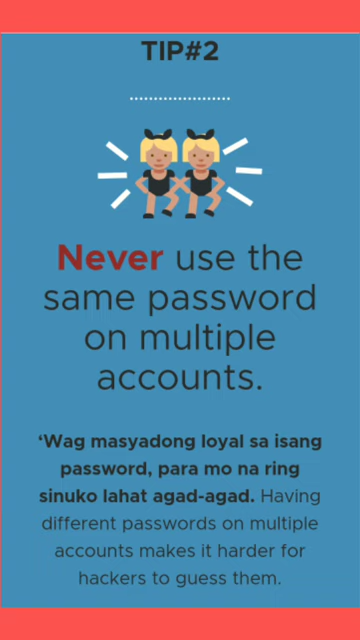 TIP#2
Never use the
same password
on multiple
accounts.
‘Wag masyadong loyal sa isang
password, para mo na ring
sinuko lahat agad-agad. Having
different passwords on multiple
accounts makes it harder for
hackers to guess them.